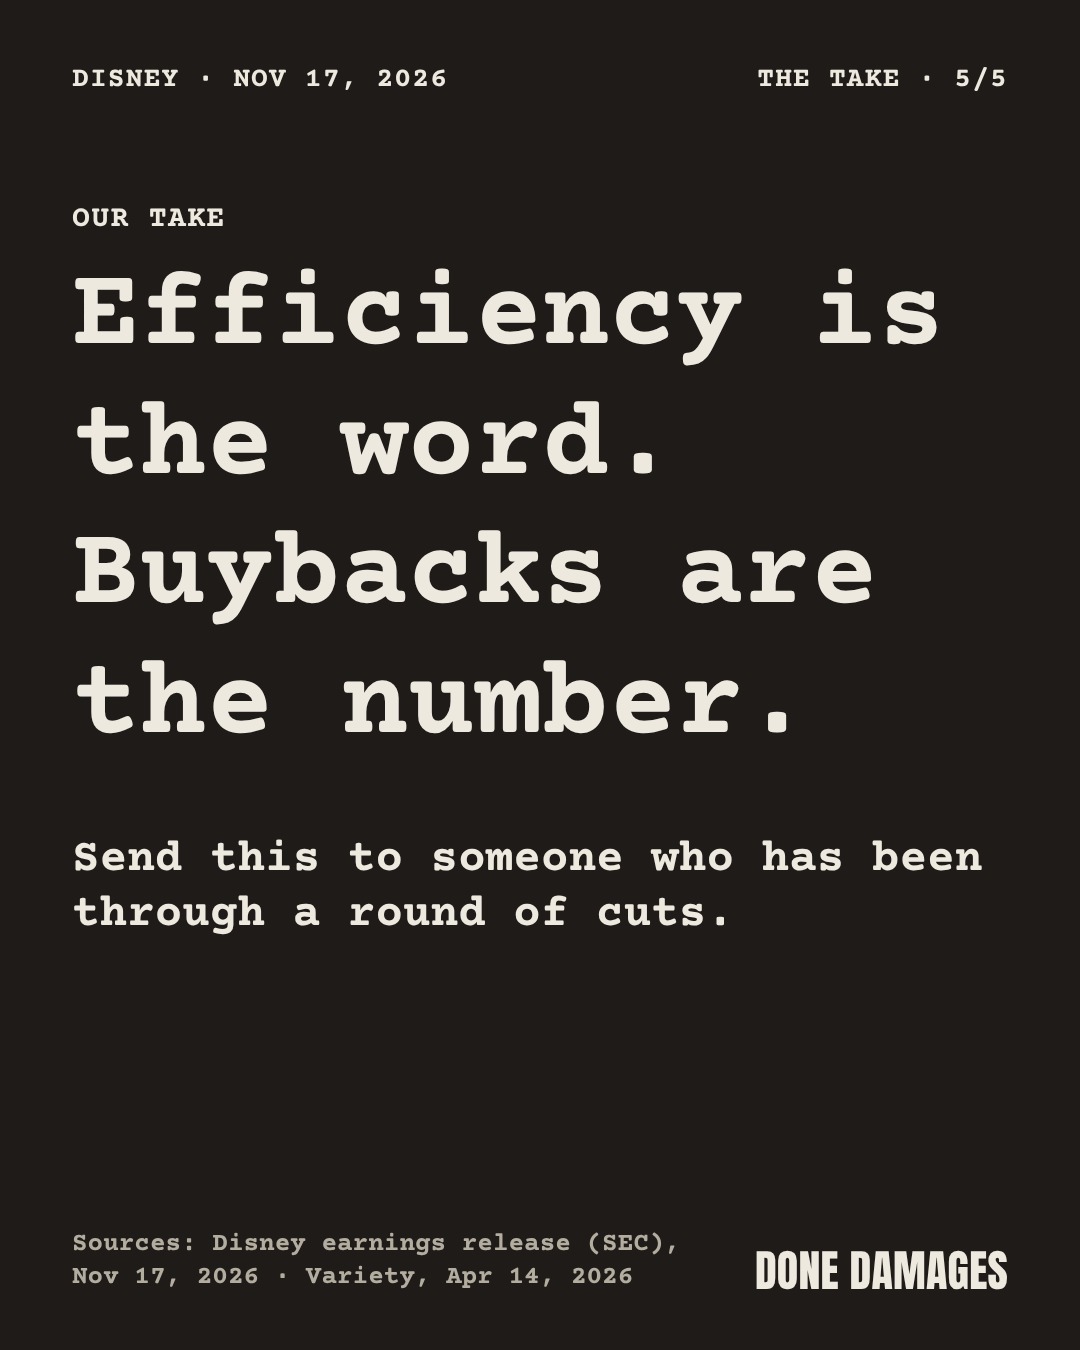 DISNEY · NOV 17, 2026
THE TAKE · 5/5
OUR TAKE
Efficiency is
the word.
Buybacks are
the number.
Send this to someone who has been
through a round of cuts.
Sources: Disney earnings release (SEC),
Nov 17, 2026 · Variety, Apr 14, 2026
DONE DAMAGES